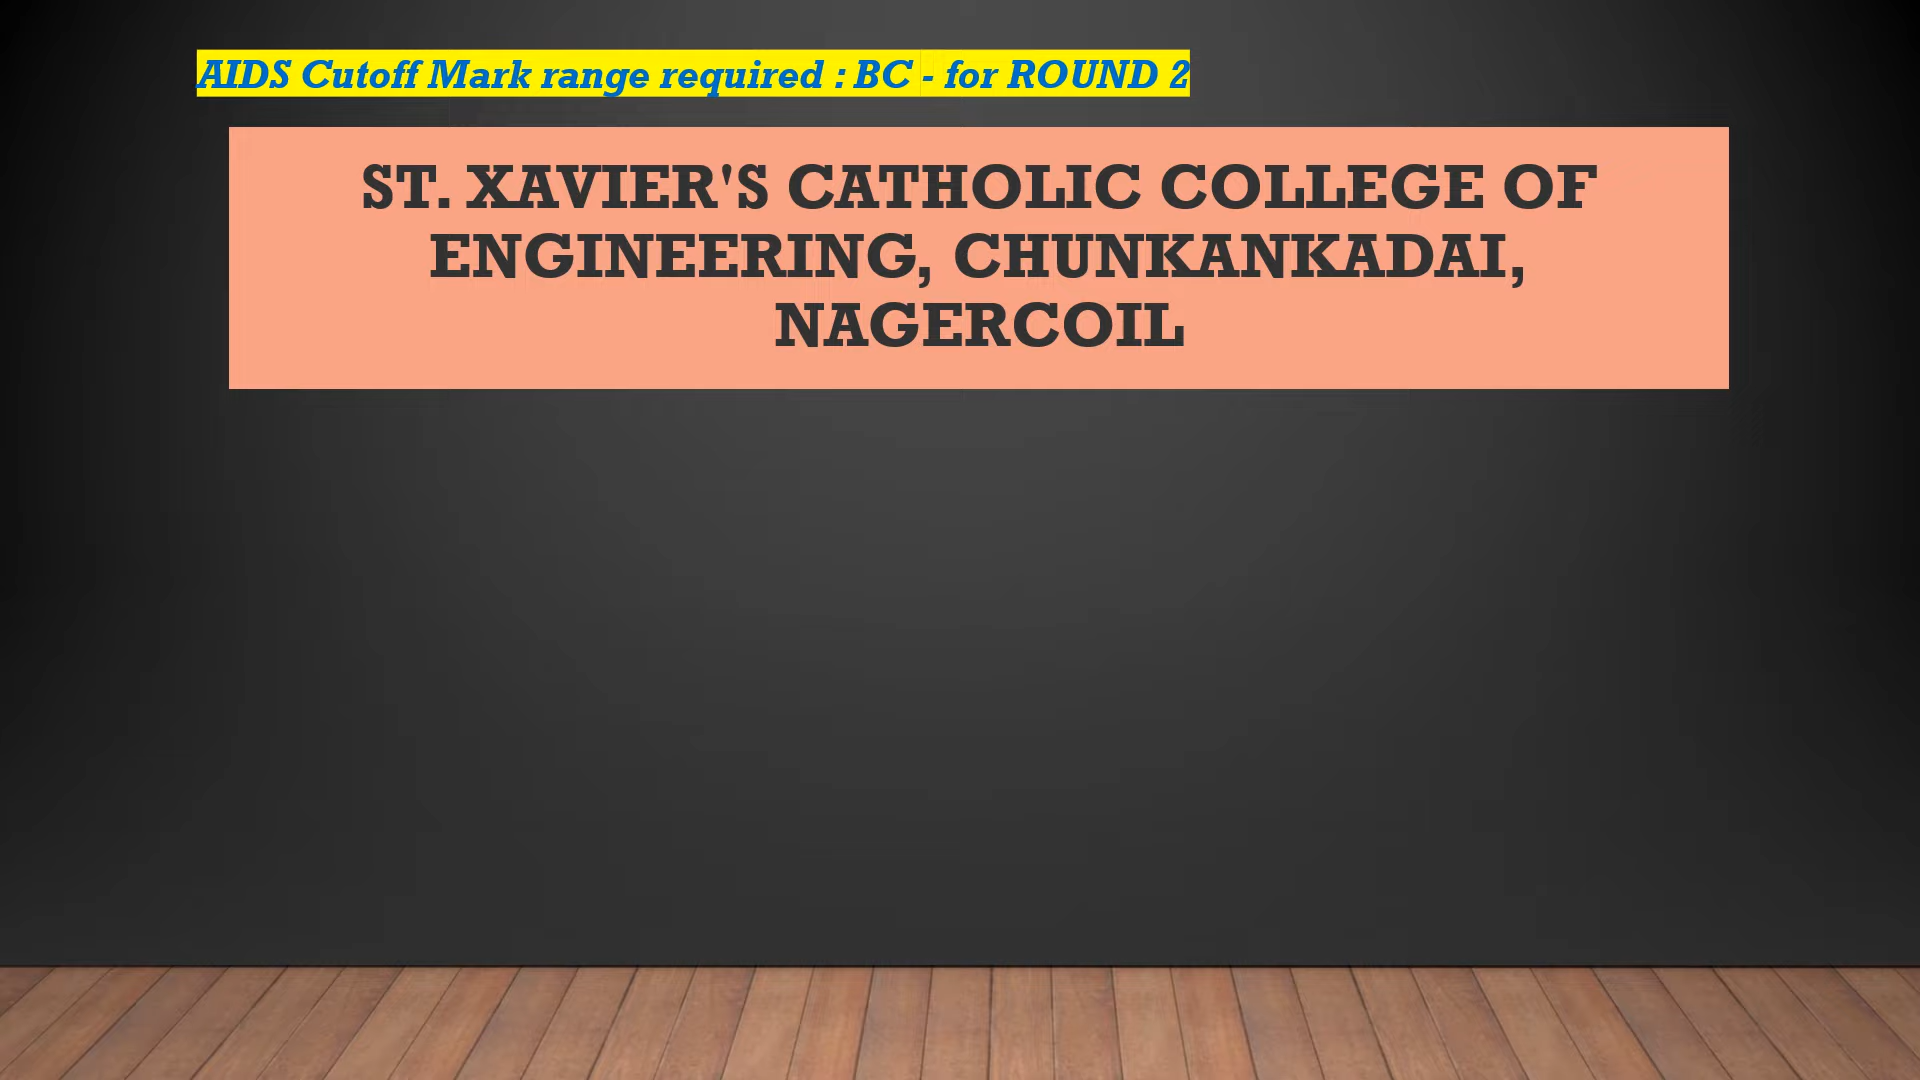 AIDS Cutoff Mark range required : BC - for ROUND 2
ST. XAVIER'S CATHOLIC COLLEGE OF
ENGINEERING, CHUNKANKADAI,
NAGERCOIL